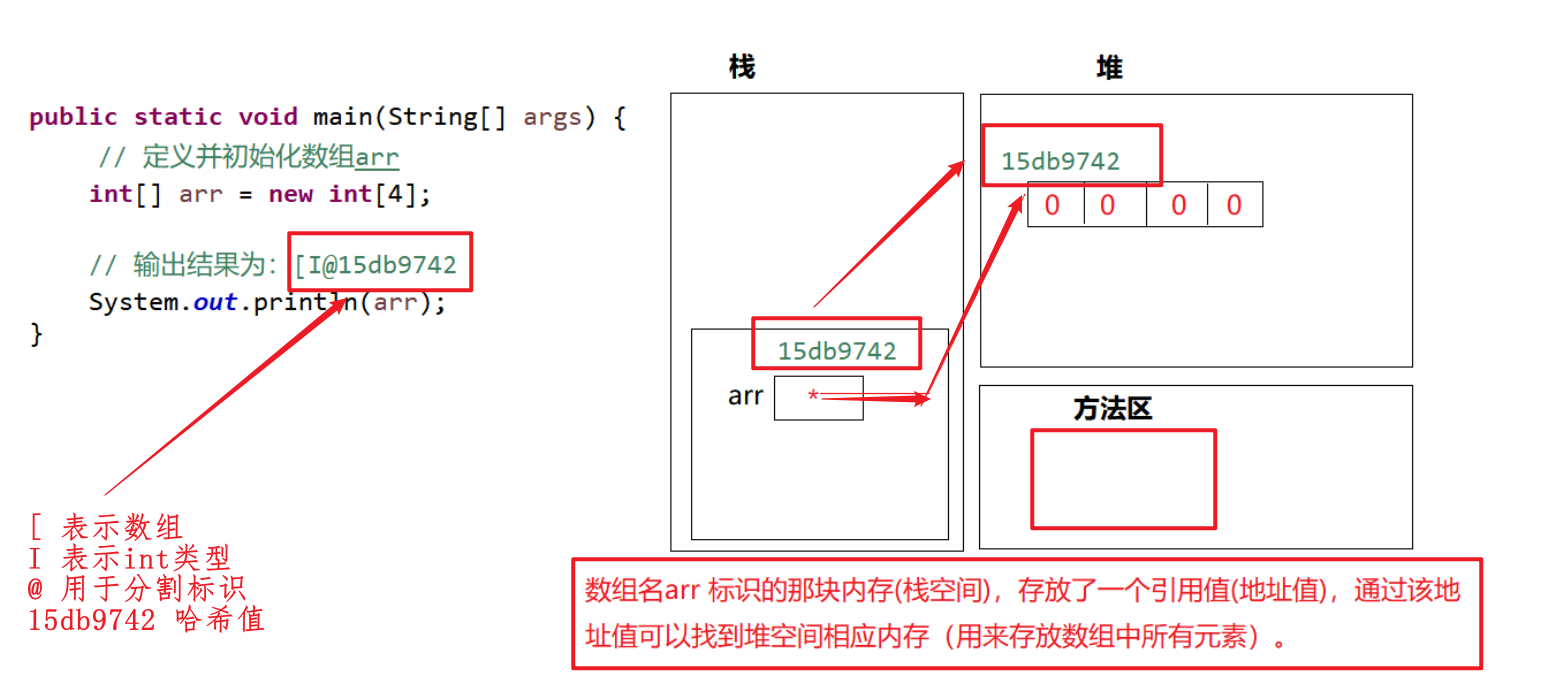 public static void main(String[] args) {
// 定义并初始化数组arr
int[] arr = new int[4];
// 输出结果为：[I@15db9742
System.out.println(arr);
}
[ 表示数组
I 表示int类型
@ 用于分割标识
15db9742 哈希值
栈
15db9742
arr
*
堆
15db9742
0 0 0 0
方法区
数组名arr 标识的那块内存(栈空间)，存放了一个引用值(地址值)，通过该地
址值可以找到堆空间相应内存（用来存放数组中所有元素）。